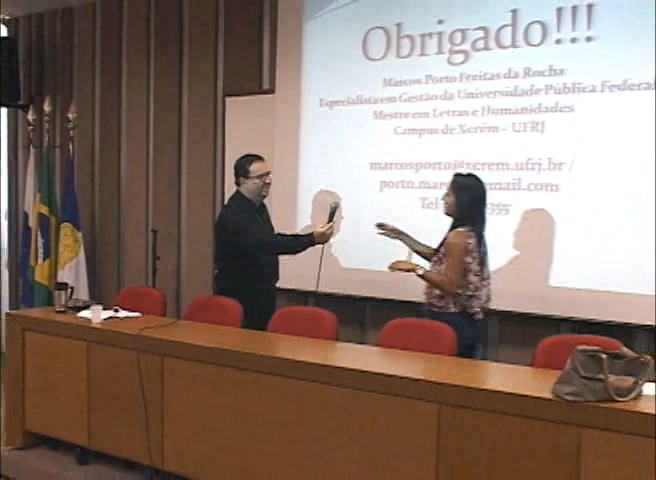 Obrigado!!!
Marcos Porto Freitas da Rocha
Especialista em Gestão da Universidade Pública Federal
Mestre em Letras e Humanidades
Campus de Xerém - UFRJ
marcosporto@xerem.ufrj.br /
Tel